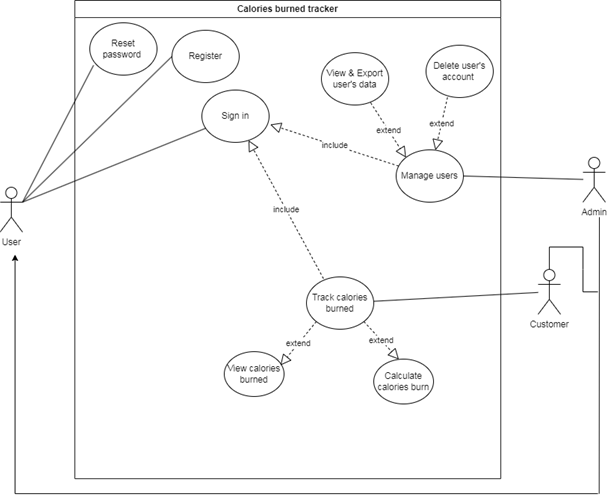 Calories burned tracker
Reset
password
Register
View & Export
user's data
Delete user's
account
Sign in
extend
extend
include
Manage users
User
Admin
include
Track calories
burned
Customer
extend
extend
View calories
burned
Calculate
calories burn